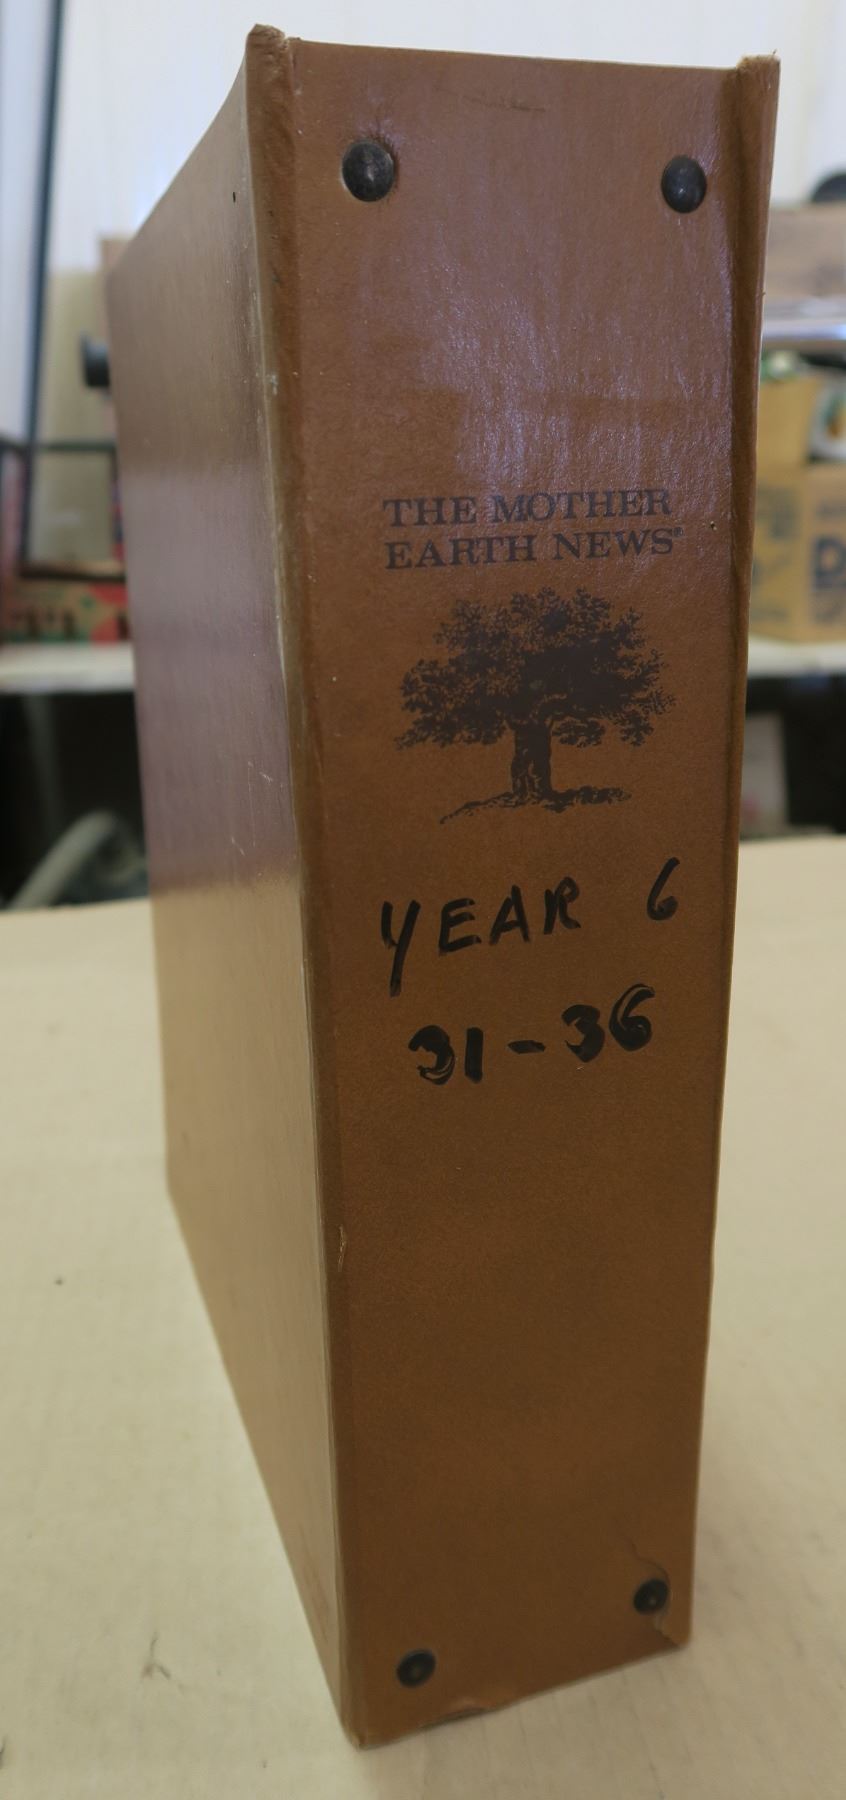 THE MOTHER
EARTH NEWS®
YEAR 6
31-36